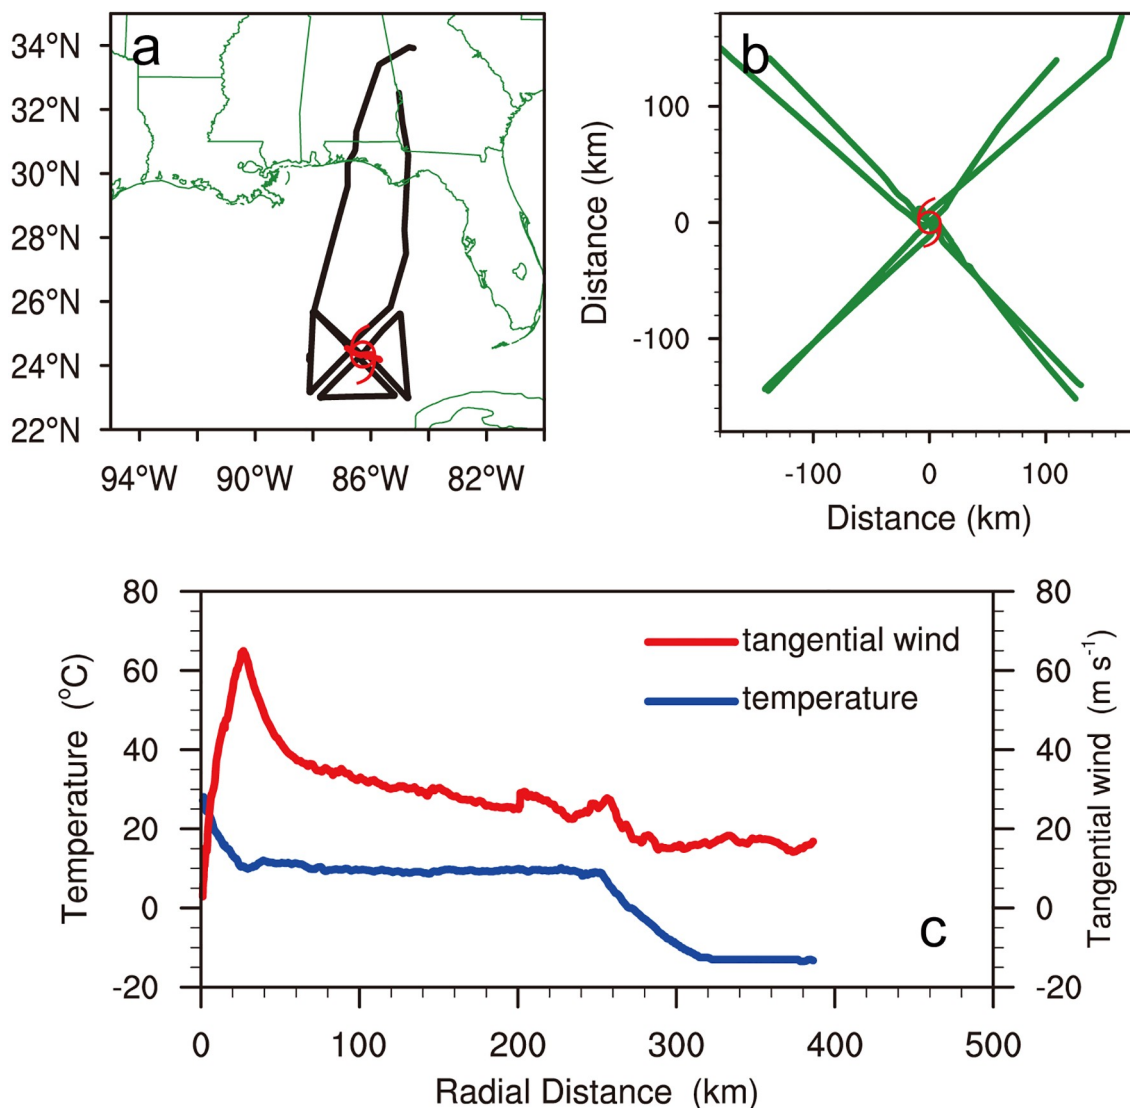 a
34°N
32°N
30°N
28°N
26°N
24°N
22°N
94°W 90°W 86°W 82°W
b
Distance (km)
100
0
-100
-100 0 100
Distance (km)
c
Temperature (°C)
80
60
40
20
0
-20
tangential wind
temperature
80
60
40
20
0
-20
Tangential wind (m s⁻¹)
0 100 200 300 400 500
Radial Distance (km)